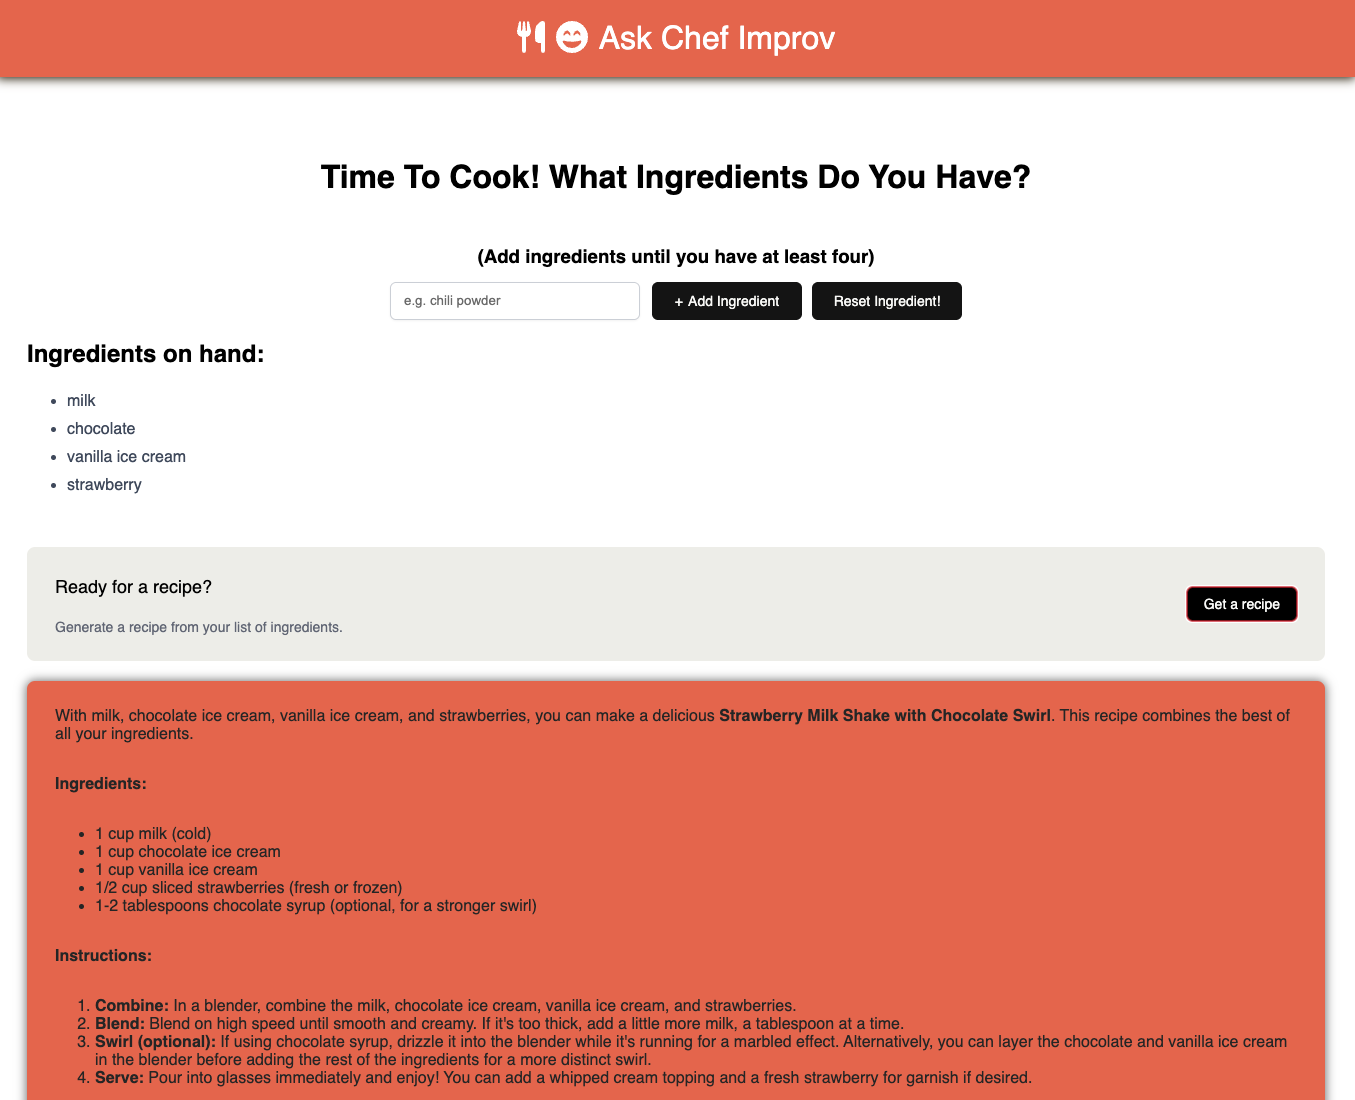 Ask Chef Improv
Time To Cook! What Ingredients Do You Have?
(Add ingredients until you have at least four)
e.g. chili powder
+ Add Ingredient
Reset Ingredient!
Ingredients on hand:
• milk
• chocolate
• vanilla ice cream
• strawberry
Ready for a recipe?
Generate a recipe from your list of ingredients.
Get a recipe
With milk, chocolate ice cream, vanilla ice cream, and strawberries, you can make a delicious Strawberry Milk Shake with Chocolate Swirl. This recipe combines the best of
all your ingredients.
Ingredients:
• 1 cup milk (cold)
• 1 cup chocolate ice cream
• 1 cup vanilla ice cream
• 1/2 cup sliced strawberries (fresh or frozen)
• 1-2 tablespoons chocolate syrup (optional, for a stronger swirl)
Instructions:
1. Combine: In a blender, combine the milk, chocolate ice cream, vanilla ice cream, and strawberries.
2. Blend: Blend on high speed until smooth and creamy. If it's too thick, add a little more milk, a tablespoon at a time.
3. Swirl (optional): If using chocolate syrup, drizzle it into the blender while it's running for a marbled effect. Alternatively, you can layer the chocolate and vanilla ice cream
in the blender before adding the rest of the ingredients for a more distinct swirl.
4. Serve: Pour into glasses immediately and enjoy! You can add a whipped cream topping and a fresh strawberry for garnish if desired.